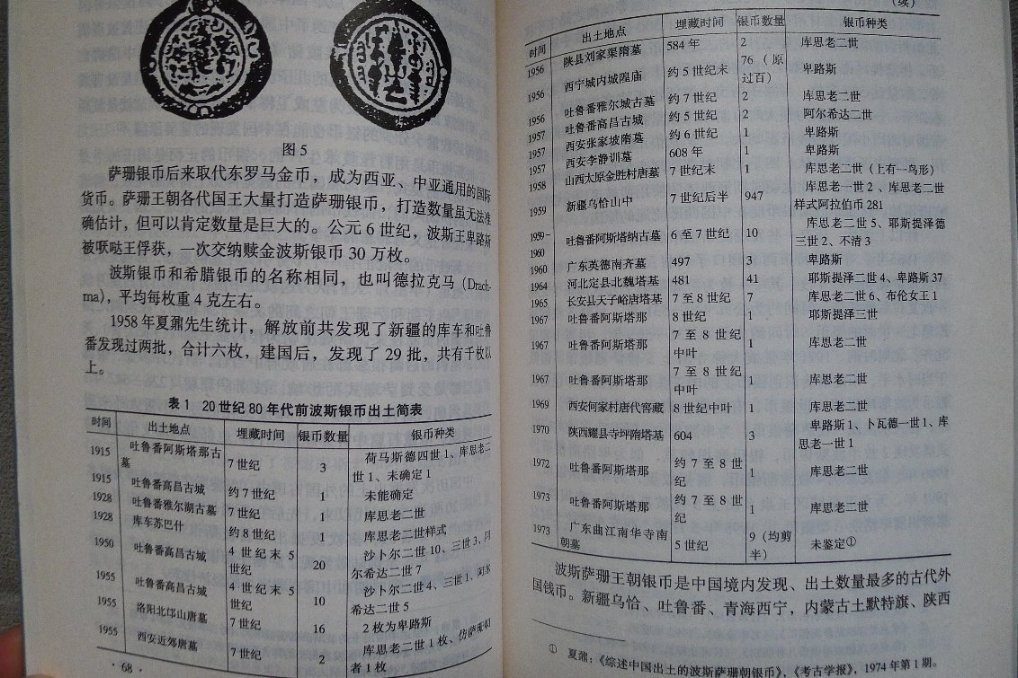 图5
萨珊银币后来取代东罗马金币，成为西亚、中亚通用的国际
货币。萨珊王朝各代国王大量打造萨珊银币，打造数量虽无法准
确估计，但可以肯定数量是巨大的。公元6世纪，波斯王卑路斯
被哌哒王俘获，一次交纳赎金波斯银币30万枚。
波斯银币和希腊银币的名称相同，也叫德拉克马（Drach-
ma），平均每枚重4克左右。
1958年夏鼐先生统计，解放前共发现了新疆的库车和吐鲁
番发现过两批，合计六枚，建国后，发现了29批，共有千枚以
上。
表1 20世纪80年代前波斯银币出土简表
时间 出土地点 埋藏时间 银币数量 银币种类
1915 吐鲁番阿斯塔那古墓 7世纪 3 荷马斯德四世1、库思老二世1、未确定1
1915 吐鲁番高昌古城 约7世纪 1 未能确定
1928 吐鲁番雅尔湖古墓 7世纪 1 库思老二世
1928 库车苏巴什 约8世纪 1 库思老二世样式
1950 吐鲁番高昌古城 4世纪末5世纪 20 沙卜尔二世10、三世3、阿尔希达二世7
1955 吐鲁番高昌古城 4世纪末5世纪 10 沙卜尔二世4、三世1、阿尔希达二世5
1955 洛阳北邙山唐墓 7世纪 16 2枚为卑路斯
1955 西安近郊唐墓 7世纪 2 库思老二世1枚、仿萨珊 者1枚
·68·
（续）
时间 出土地点 埋藏时间 银币数量 银币种类
1956 陕县刘家渠隋墓 584年 2 库思老二世
1956 西宁城内城隍庙 约5世纪末 76（原过百） 卑路斯
1956 吐鲁番雅尔城古墓 约7世纪 2 库思老二世
1957 吐鲁番高昌古城 约5世纪 2 阿尔希达二世
1957 西安张家坡隋墓 约6世纪 1 卑路斯
1957 西安李静训墓 608年 1 卑路斯
1958 山西太原金胜村唐墓 7世纪末 1 库思老二世（上有一鸟形）
1959 新疆乌恰山中 7世纪后半 947 库思老一世2、库思老二世样式阿拉伯币281
1959–1960 吐鲁番阿斯塔纳古墓 6至7世纪 10 库思老二世5、耶斯提泽德三世2、不清3
1960 广东英德南齐墓 497 3 卑路斯
1964 河北定县北魏塔基 481 41 耶斯提泽二世4、卑路斯37
1965 长安县天子峪唐塔基 7至8世纪 7 库思老二世6、布伦女王1
1967 吐鲁番阿斯塔 8世纪 1 耶斯提泽三世
1967 吐鲁番阿斯塔那 7至8世纪中叶 1 库思老二世
1967 吐鲁番阿斯塔那 7至8世纪中叶 1 库思老二世
1969 西安何家村唐代窖藏 8世纪中叶 1 库思老二世
1970 陕西耀县寺坪隋塔基 604 3 卑路斯1、卜瓦德一世1、库思老一世1
1972 吐鲁番阿斯塔那 约7至8世纪 1 库思老二世
1973 吐鲁番阿斯塔那 约7至8世纪 1 库思老二世
1973 广东曲江南华寺南朝墓 5世纪 9（均剪半） 未鉴定①
波斯萨珊王朝银币是中国境内发现、出土数量最多的古代外
国钱币。新疆乌恰、吐鲁番、青海西宁，内蒙古土默特旗、陕西
① 夏鼐：《综述中国出土的波斯萨珊朝银币》，《考古学报》，1974年第1期。